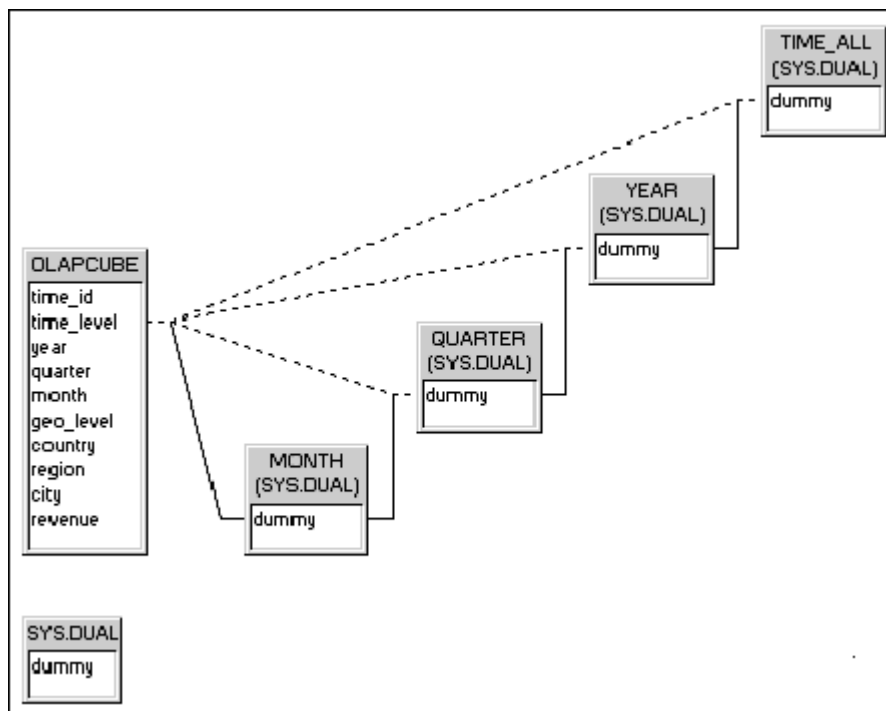 TIME_ALL
(SYS.DUAL)
dummy
YEAR
(SYS.DUAL)
dummy
OLAPCUBE
time_id
time_level
year
quarter
month
geo_level
country
region
city
revenue
QUARTER
(SYS.DUAL)
dummy
MONTH
(SYS.DUAL)
dummy
SYS.DUAL
dummy